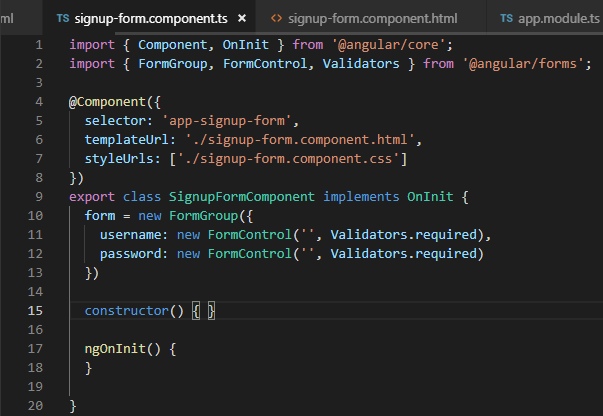 ml TS signup-form.component.ts × <> signup-form.component.html TS app.module.ts
1 import { Component, OnInit } from '@angular/core';
2 import { FormGroup, FormControl, Validators } from '@angular/forms';
3
4 @Component({
5   selector: 'app-signup-form',
6   templateUrl: './signup-form.component.html',
7   styleUrls: ['./signup-form.component.css']
8 })
9 export class SignupFormComponent implements OnInit {
10   form = new FormGroup({
11     username: new FormControl('', Validators.required),
12     password: new FormControl('', Validators.required)
13   })
14
15   constructor() { }
16
17   ngOnInit() {
18   }
19
20 }